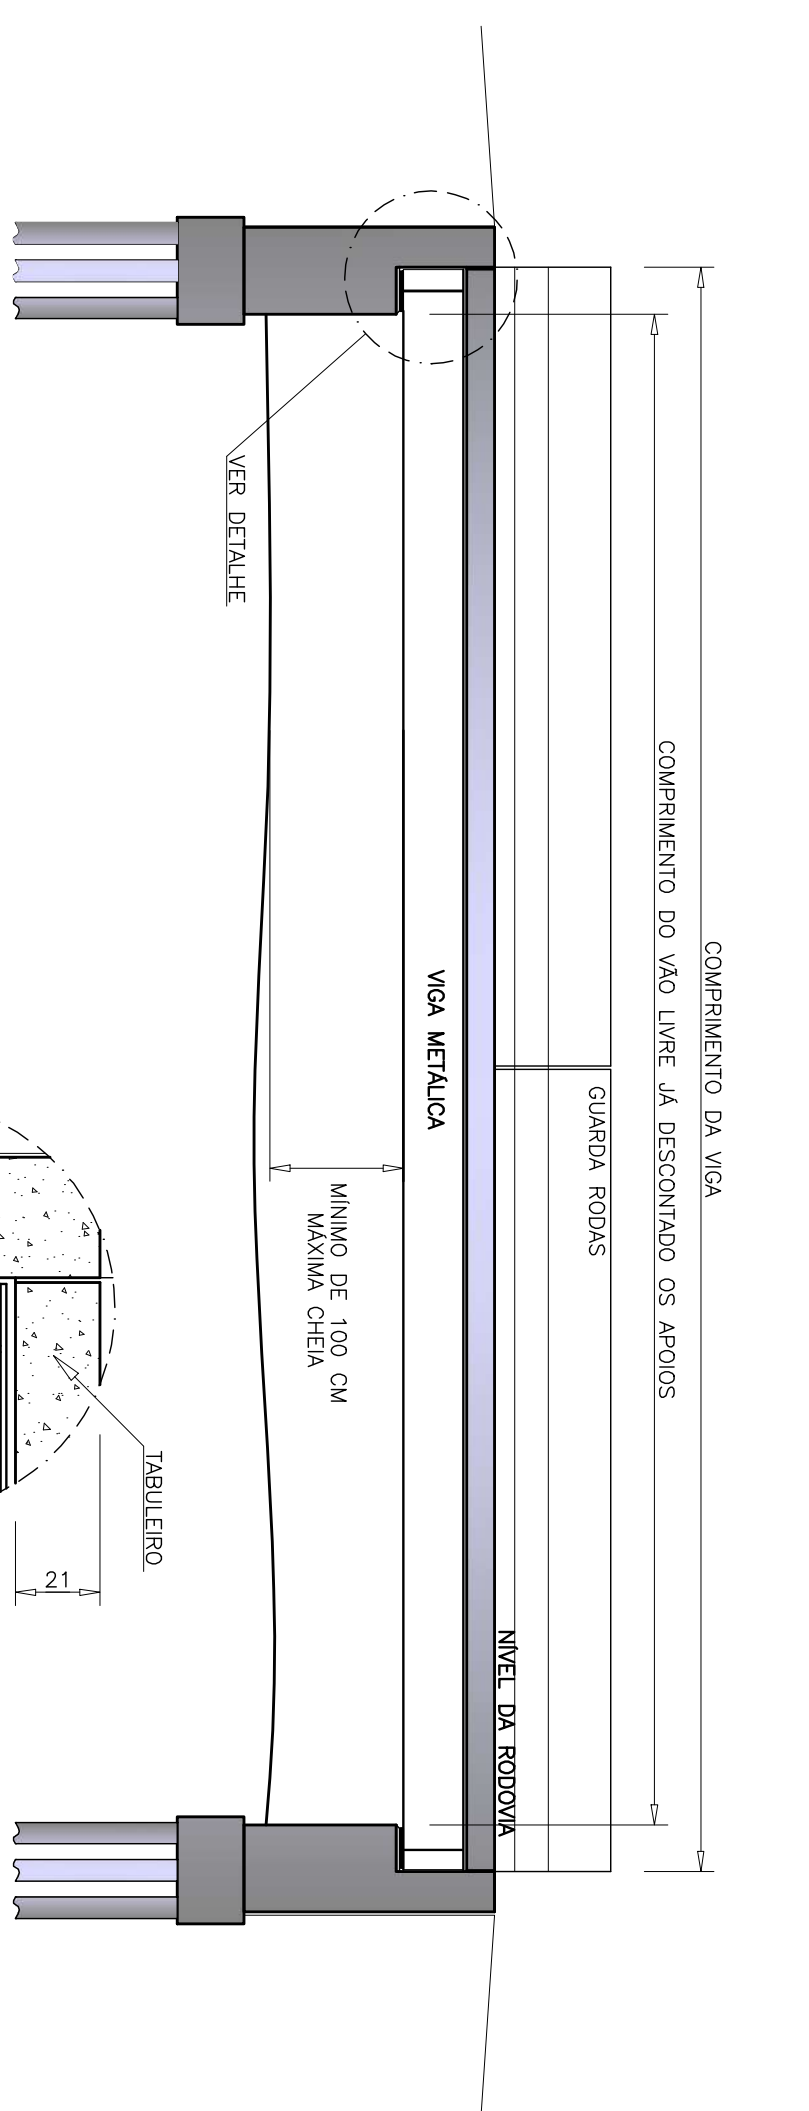 COMPRIMENTO DA VIGA
COMPRIMENTO DO VÃO LIVRE JÁ DESCONTADO OS APOIOS
GUARDA RODAS
NÍVEL DA RODOVIA
VIGA METÁLICA
MÍNIMO DE 100 CM
MÁXIMA CHEIA
VER DETALHE
TABULEIRO
21